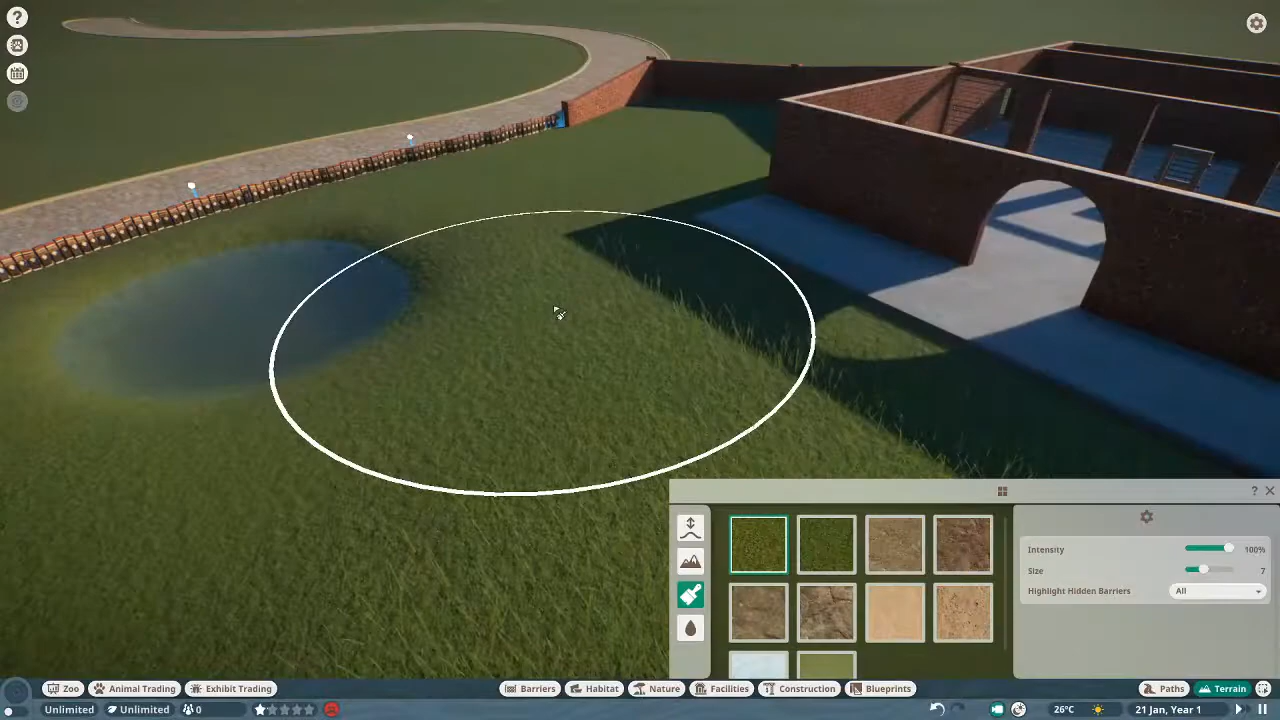 ?
? ×
Intensity 100%
Size 7
Highlight Hidden Barriers All
Zoo Animal Trading Exhibit Trading Barriers Habitat Nature Facilities Construction Blueprints Paths Terrain
Unlimited Unlimited 0 26°C 21 Jan, Year 1